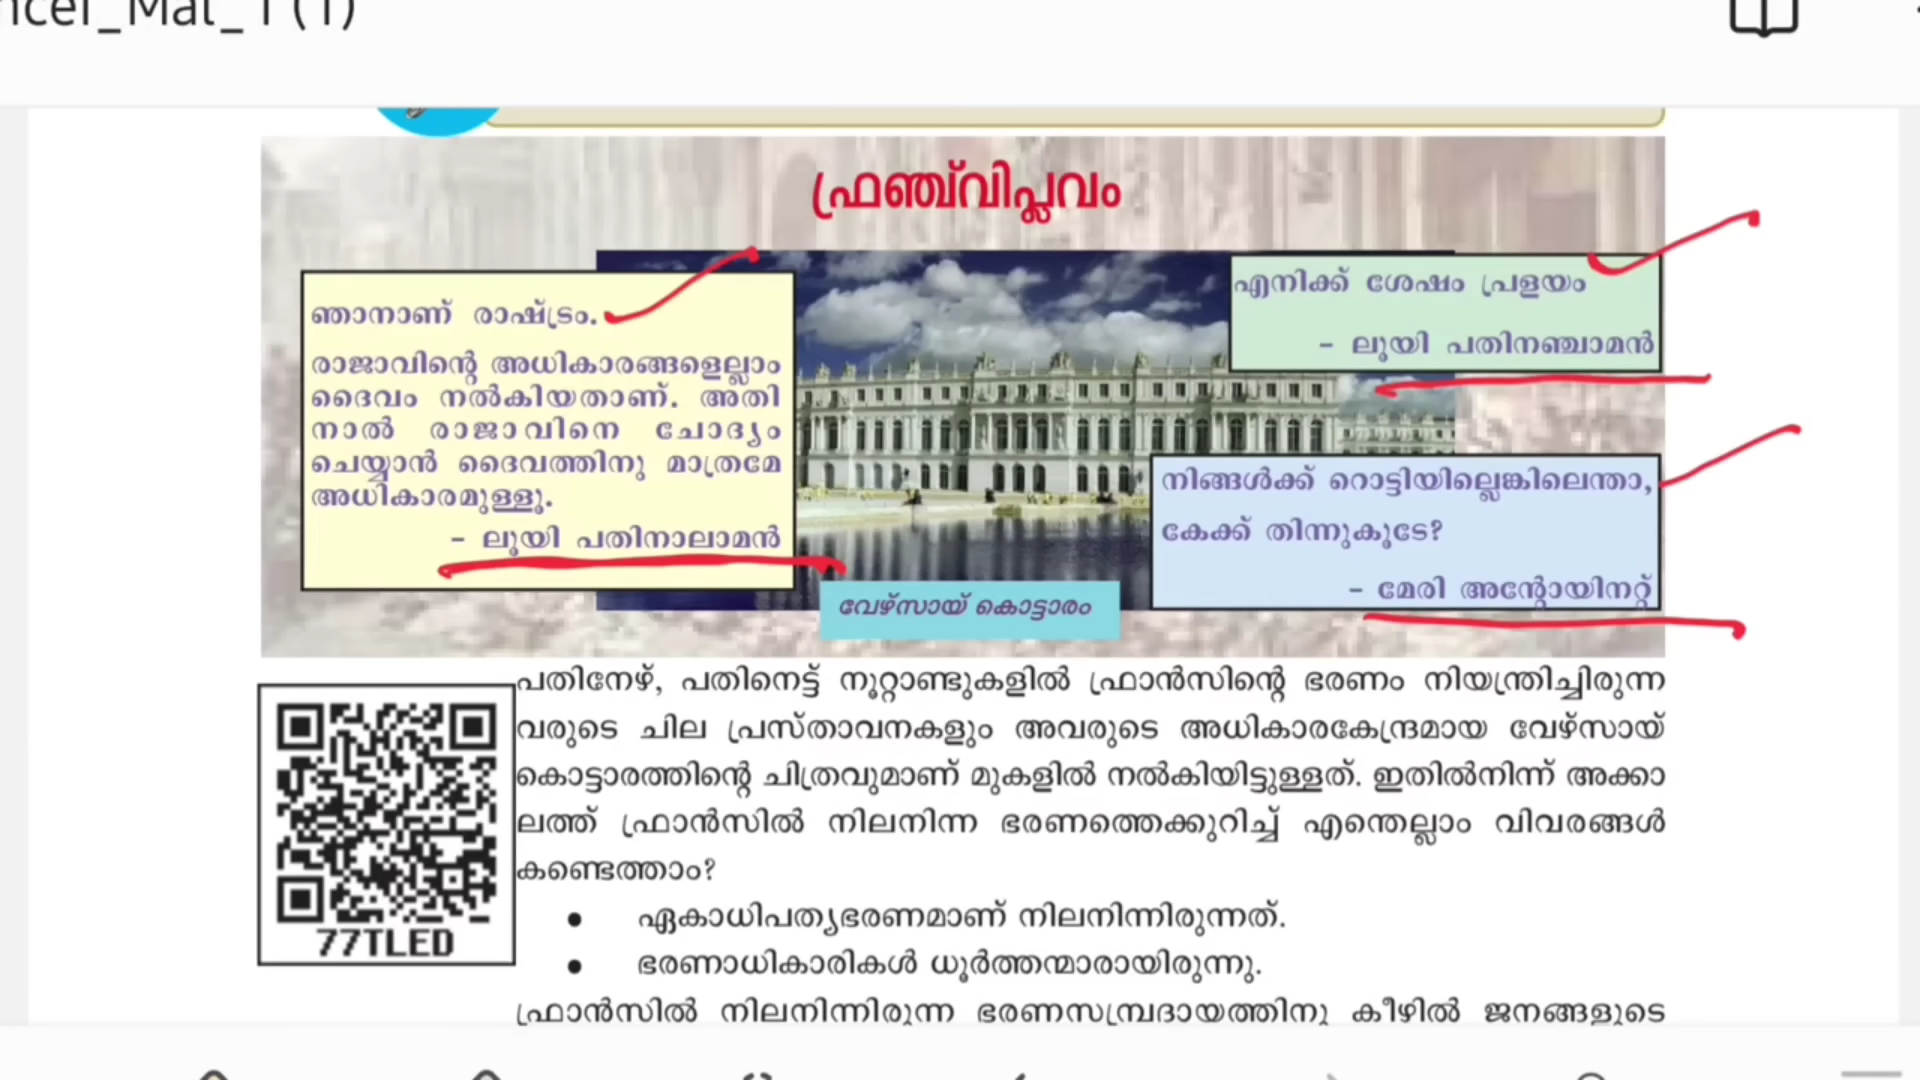 ഫ്രഞ്ച്‌വിപ്ലവം
ഞാനാണ് രാഷ്ട്രം.
രാജാവിന്റെ അധികാരങ്ങളെല്ലാം
ദൈവം നൽകിയതാണ്. അതി
നാൽ രാജാവിനെ ചോദ്യം
ചെയ്യാൻ ദൈവത്തിനു മാത്രമേ
അധികാരമുള്ളൂ.
– ലൂയി പതിനാലാമൻ
എനിക്ക് ശേഷം പ്രളയം
– ലൂയി പതിനഞ്ചാമൻ
നിങ്ങൾക്ക് റൊട്ടിയില്ലെങ്കിലെന്താ,
കേക്ക് തിന്നുകൂടേ?
– മേരി അന്റോയിനറ്റ്
വേഴ്സായ് കൊട്ടാരം
പതിനേഴ്, പതിനെട്ട് നൂറ്റാണ്ടുകളിൽ ഫ്രാൻസിന്റെ ഭരണം നിയന്ത്രിച്ചിരുന്ന
വരുടെ ചില പ്രസ്താവനകളും അവരുടെ അധികാരകേന്ദ്രമായ വേഴ്സായ്
കൊട്ടാരത്തിന്റെ ചിത്രവുമാണ് മുകളിൽ നൽകിയിട്ടുള്ളത്. ഇതിൽനിന്ന് അക്കാ
ലത്ത് ഫ്രാൻസിൽ നിലനിന്ന ഭരണത്തെക്കുറിച്ച് എന്തെല്ലാം വിവരങ്ങൾ
കണ്ടെത്താം?
77TLED
• ഏകാധിപത്യഭരണമാണ് നിലനിന്നിരുന്നത്.
• ഭരണാധികാരികൾ ധൂർത്തന്മാരായിരുന്നു.
ഫ്രാൻസിൽ നിലനിന്നിരുന്ന ഭരണസമ്പ്രദായത്തിനു കീഴിൽ ജനങ്ങളുടെ